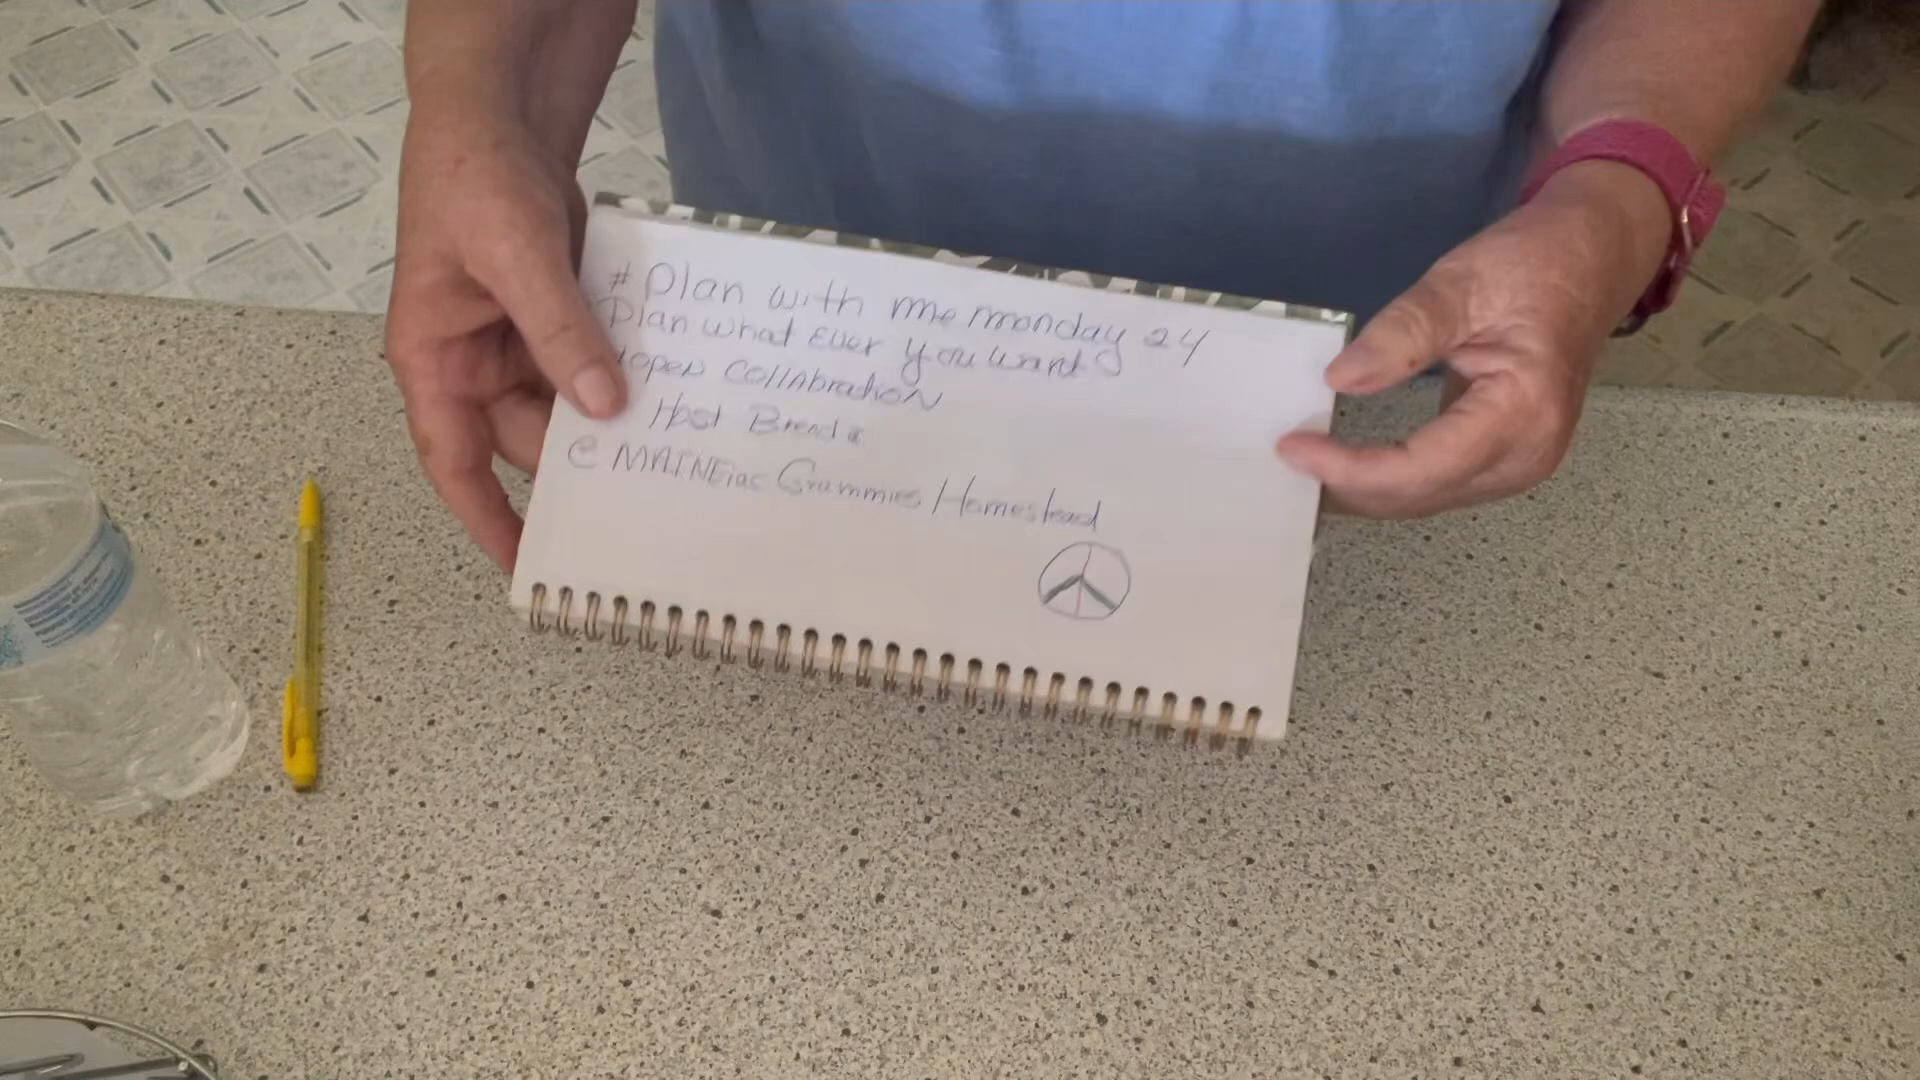 # Plan with me monday 24
Plan what ever you want
open COllAbration
Host Brenda
@ MAINEiac Grammies Homestead